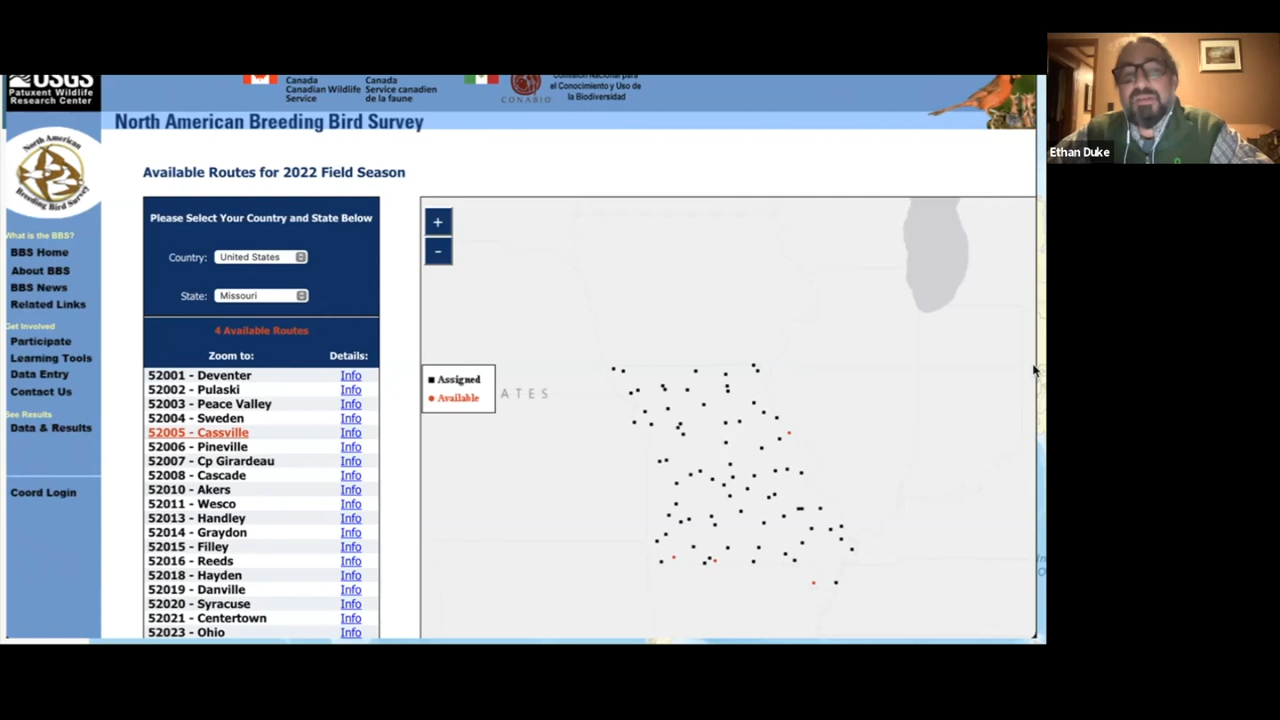 USGS
Patuxent Wildlife
Research Center
Canada
Canadian Wildlife
Service
Canada
Service canadien
de la faune
CONABIO
Comisión Nacional para
el Conocimiento y Uso de
la Biodiversidad
North American Breeding Bird Survey
North American
Breeding Bird Survey
What is the BBS?
BBS Home
About BBS
BBS News
Related Links
Get Involved
Participate
Learning Tools
Data Entry
Contact Us
See Results
Data & Results
Coord Login
Available Routes for 2022 Field Season
Please Select Your Country and State Below
Country: United States
State: Missouri
4 Available Routes
Zoom to: Details:
52001 - Deventer Info
52002 - Pulaski Info
52003 - Peace Valley Info
52004 - Sweden Info
52005 - Cassville Info
52006 - Pineville Info
52007 - Cp Girardeau Info
52008 - Cascade Info
52010 - Akers Info
52011 - Wesco Info
52013 - Handley Info
52014 - Graydon Info
52015 - Filley Info
52016 - Reeds Info
52018 - Hayden Info
52019 - Danville Info
52020 - Syracuse Info
52021 - Centertown Info
52023 - Ohio Info
+
-
Assigned
Available
ATES
Ethan Duke